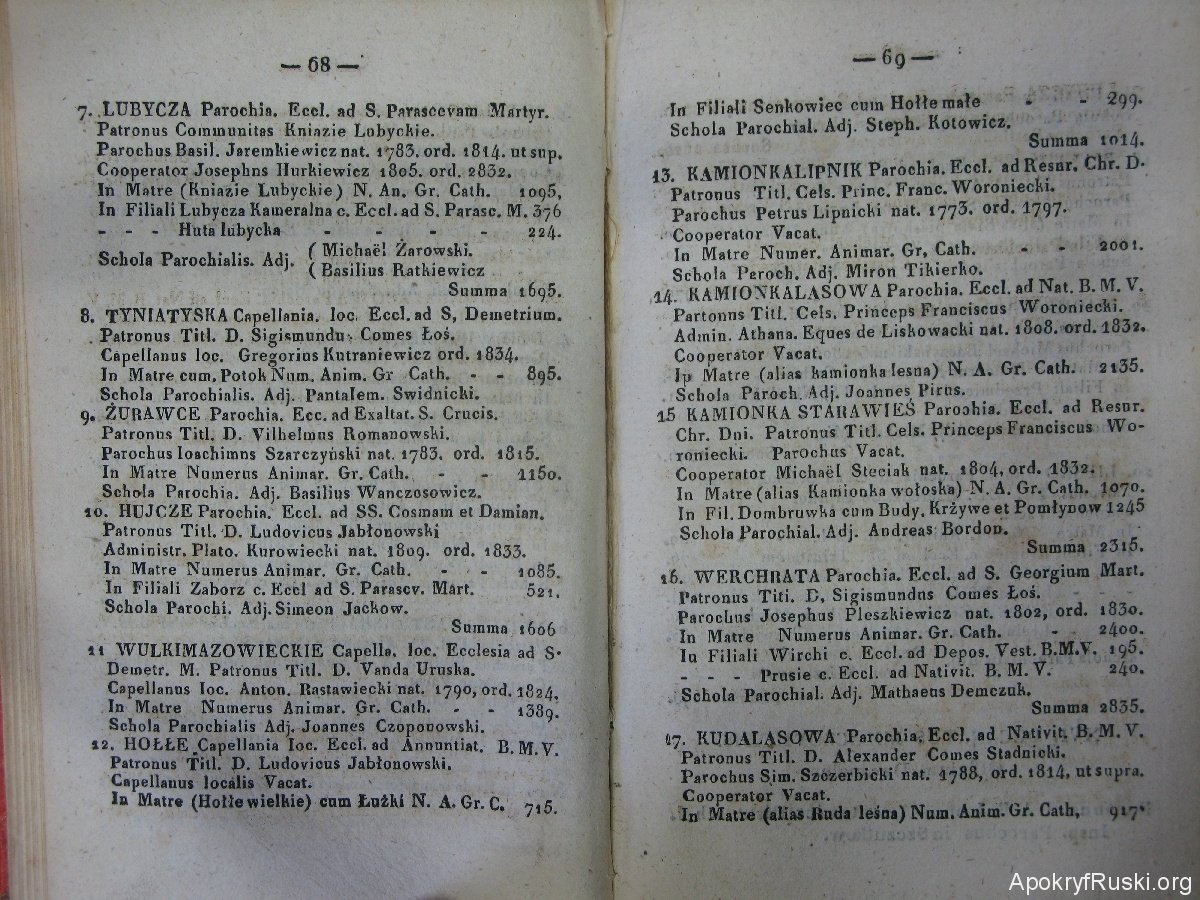 — 68 —
7. LUBYCZA Parochia. Eccl. ad S. Parascevam Martyr.
Patronus Communitas Kniazie Lubyckie.
Parochus Basil. Jaremkiewicz nat. 1783. ord. 1814. ut sup.
Cooperator Josephns Hurkiewicz 1805. ord. 2832.
In Matre (Kniazie Lubyckie) N. An. Gr. Cath. 1095.
In Filiali Lubycza Kameralna c. Eccl. ad S. Parasc. M. 376
- - - Huta lubycka - - - - 224.
Schola Parochialis. Adj. ( Michaël Żarowski.
( Basilius Ratkiewicz
Summa 1695.
8. TYNIATYSKA Capellania. loc. Eccl. ad S, Demetrium.
Patronus Titl. D. Sigismundus Comes Łoś.
Capellanus loc. Gregorius Kutraniewicz ord. 1834.
In Matre cum. Potok Num. Anim. Gr Cath. - - 895.
Schola Parochialis. Adj. Pantalem. Swidnicki.
9. ŻURAWCE Parochia. Ecc. ad Exaltat. S. Crucis.
Patronus Titl. D. Vilhelmus Romanowski.
Parochus Ioachimns Szarczyński nat. 1783. ord. 1815.
In Matre Numerus Animar. Gr. Cath. - - 1150.
Schola Parochia. Adj. Basilius Wanczosowicz.
10. HUJCZE Parochia. Eccl. ad SS. Cosmam et Damian.
Patronus Titl. D. Ludovicus Jabłonowski
Administr. Plato. Kurowiecki nat. 1809. ord. 1833.
In Matre Numerus Animar. Gr. Cath. - - 1085.
In Filiali Zaborz c. Eccl ad S. Parascv. Mart. 521.
Schola Parochi. Adj. Simeon Jackow.
Summa 1606
11 WULKIMAZOWIECKIE Capella. loc. Ecclesia ad S.
Demetr. M. Patronus Titl. D. Vanda Uruska.
Capellanus loc. Anton. Rastawiecki nat. 1790, ord. 1824.
In Matre Numerus Animar. Gr. Cath. - - 1389.
Schola Parochialis Adj. Joannes Czoponowski.
12. HOŁŁE Capellania loc. Eccl. ad Annuntiat. B. M. V.
Patronus Titl. D. Ludovicus Jabłonowski.
Capellanus localis Vacat.
In Matre (Hołłe wielkie) cum Łużki N. A. Gr. C. 715.
— 69 —
In Filiali Senkowiec cum Hołłe małe - - 299.
Schola Parochial. Adj. Steph. Kotowicz.
Summa 1014.
13. KAMIONKALIPNIK Parochia. Eccl. ad Resur. Chr. D.
Patronus Titl. Cels. Princ. Franc. Woroniecki.
Parochus Petrus Lipnicki nat. 1773. ord. 1797.
Cooperator Vacat.
In Matre Numer. Animar. Gr, Cath. - - 2001.
Schola Paroch. Adj. Miron Tikierko.
14. KAMIONKALASOWA Parochia. Eccl. ad Nat. B. M. V.
Partonus Titl. Cels. Princeps Franciscus Woroniecki.
Admin. Athana. Eques de Liskowacki nat. 1808. ord. 1832.
Cooperator Vacat.
In Matre (alias kamionka lesna) N. A. Gr. Cath. 2135.
Schola Paroch. Adj. Joannes Pirus.
15 KAMIONKA STARAWIEŚ Parochia. Eccl. ad Resur.
Chr. Dni. Patronus Titl. Cels. Princeps Franciscus Wo-
roniecki. Parochus Vacat.
Cooperator Michaël Steciak nat. 1804, ord. 1832.
In Matre (alias Kamionka wołoska) N. A. Gr. Cath. 1070.
In Fil. Dombruwka cum Budy. Krżywe et Pomłynow 1245
Schola Parochial. Adj. Andreas Bordon.
Summa 2315.
16. WERCHRATA Parochia. Eccl. ad S. Georgium Mart.
Patronus Titi. D, Sigismundus Comes Łoś.
Parochus Josephus Pleszkiewicz nat. 1802, ord. 1830.
In Matre Numerus Animar. Gr. Cath. - 2400.
In Filiali Wirchi c. Eccl. ad Depos. Vest. B.M.V. 195.
- - - Prusie c. Eccl. ad Nativit. B. M. V. 240.
Schola Parochial. Adj. Mathaeus Demczuk.
Summa 2835.
17. KUDALASOWA Parochia. Eccl. ad Nativit. B. M. V.
Patronus Titl. D. Alexander Comes Stadnicki.
Parochus Sim. Szczerbicki nat. 1788, ord. 1814, ut supra.
Cooperator Vacat.
In Matre (alias Ruda leśna) Num. Anim. Gr. Cath, 917.
ApokryfRuski.org